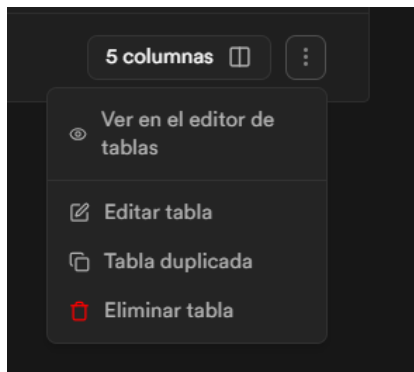 5 columnas
Ver en el editor de
tablas
Editar tabla
Tabla duplicada
Eliminar tabla